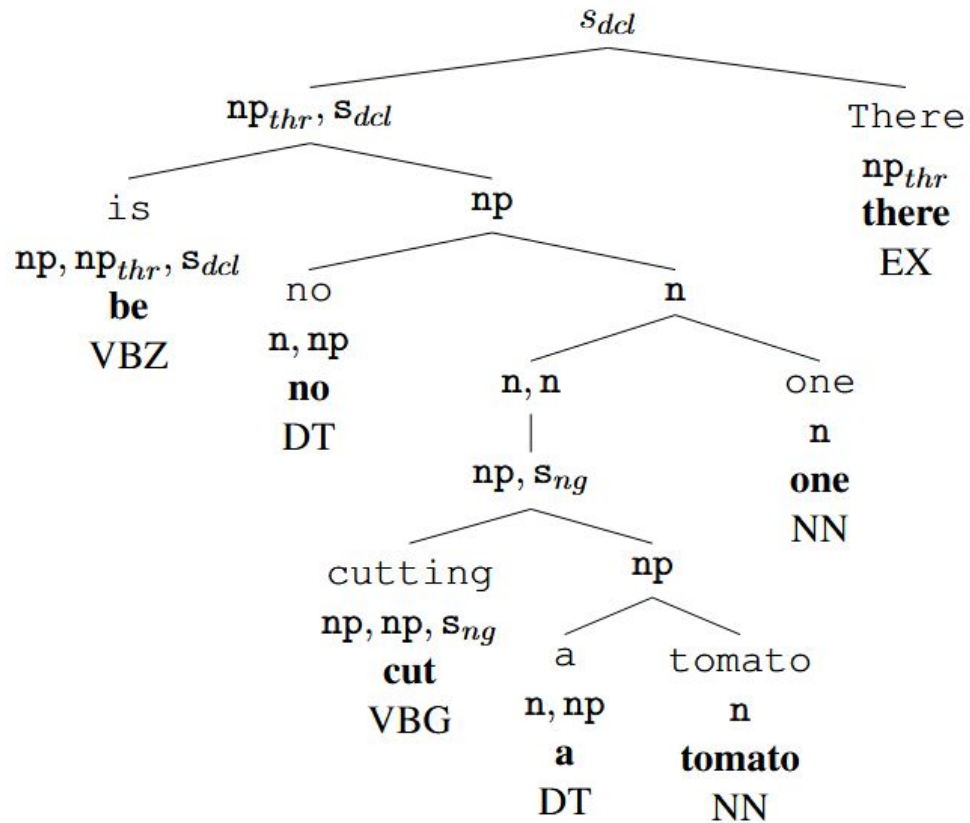 s_dcl
np_thr, s_dcl
There
np_thr
there
EX
is
np, np_thr, s_dcl
be
VBZ
np
no
n, np
no
DT
n
n, n
one
n
one
NN
np, s_ng
cutting
np, np, s_ng
cut
VBG
np
a
n, np
a
DT
tomato
n
tomato
NN